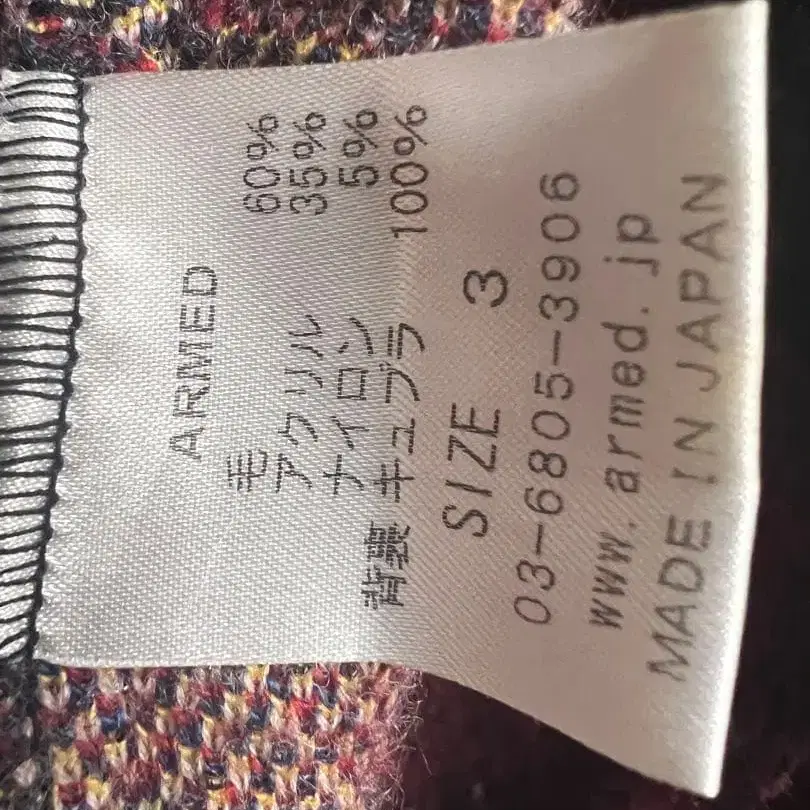 ARMED
毛 60%
アクリル 35%
ナイロン 5%
背裏 キュプラ 100%
SIZE 3
03-6805-3906
www.armed.jp
MADE IN JAPAN